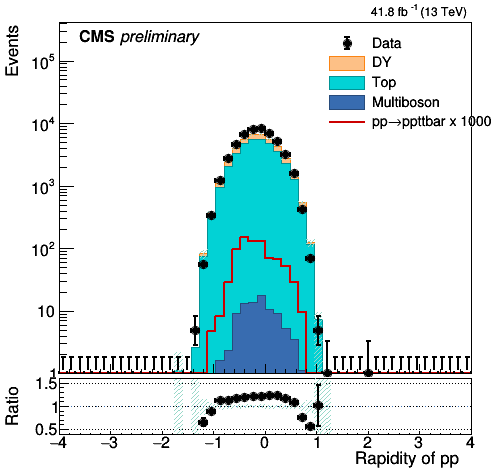 41.8 fb⁻¹ (13 TeV)
CMS preliminary
Events
Data
DY
Top
Multiboson
pp→ppttbar x 1000
10⁵
10⁴
10³
10²
10
1
Ratio
1.5
1
0.5
−4 −3 −2 −1 0 1 2 3 4
Rapidity of pp